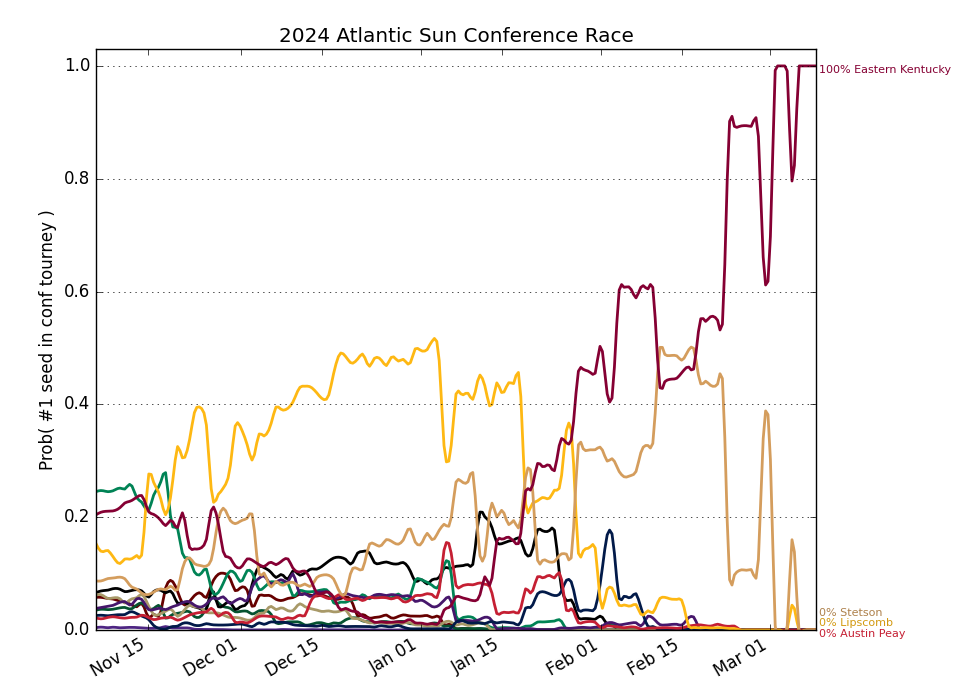 2024 Atlantic Sun Conference Race
Prob( #1 seed in conf tourney )
1.0
0.8
0.6
0.4
0.2
0.0
Nov 15
Dec 01
Dec 15
Jan 01
Jan 15
Feb 01
Feb 15
Mar 01
100% Eastern Kentucky
0% Stetson
0% Lipscomb
0% Austin Peay